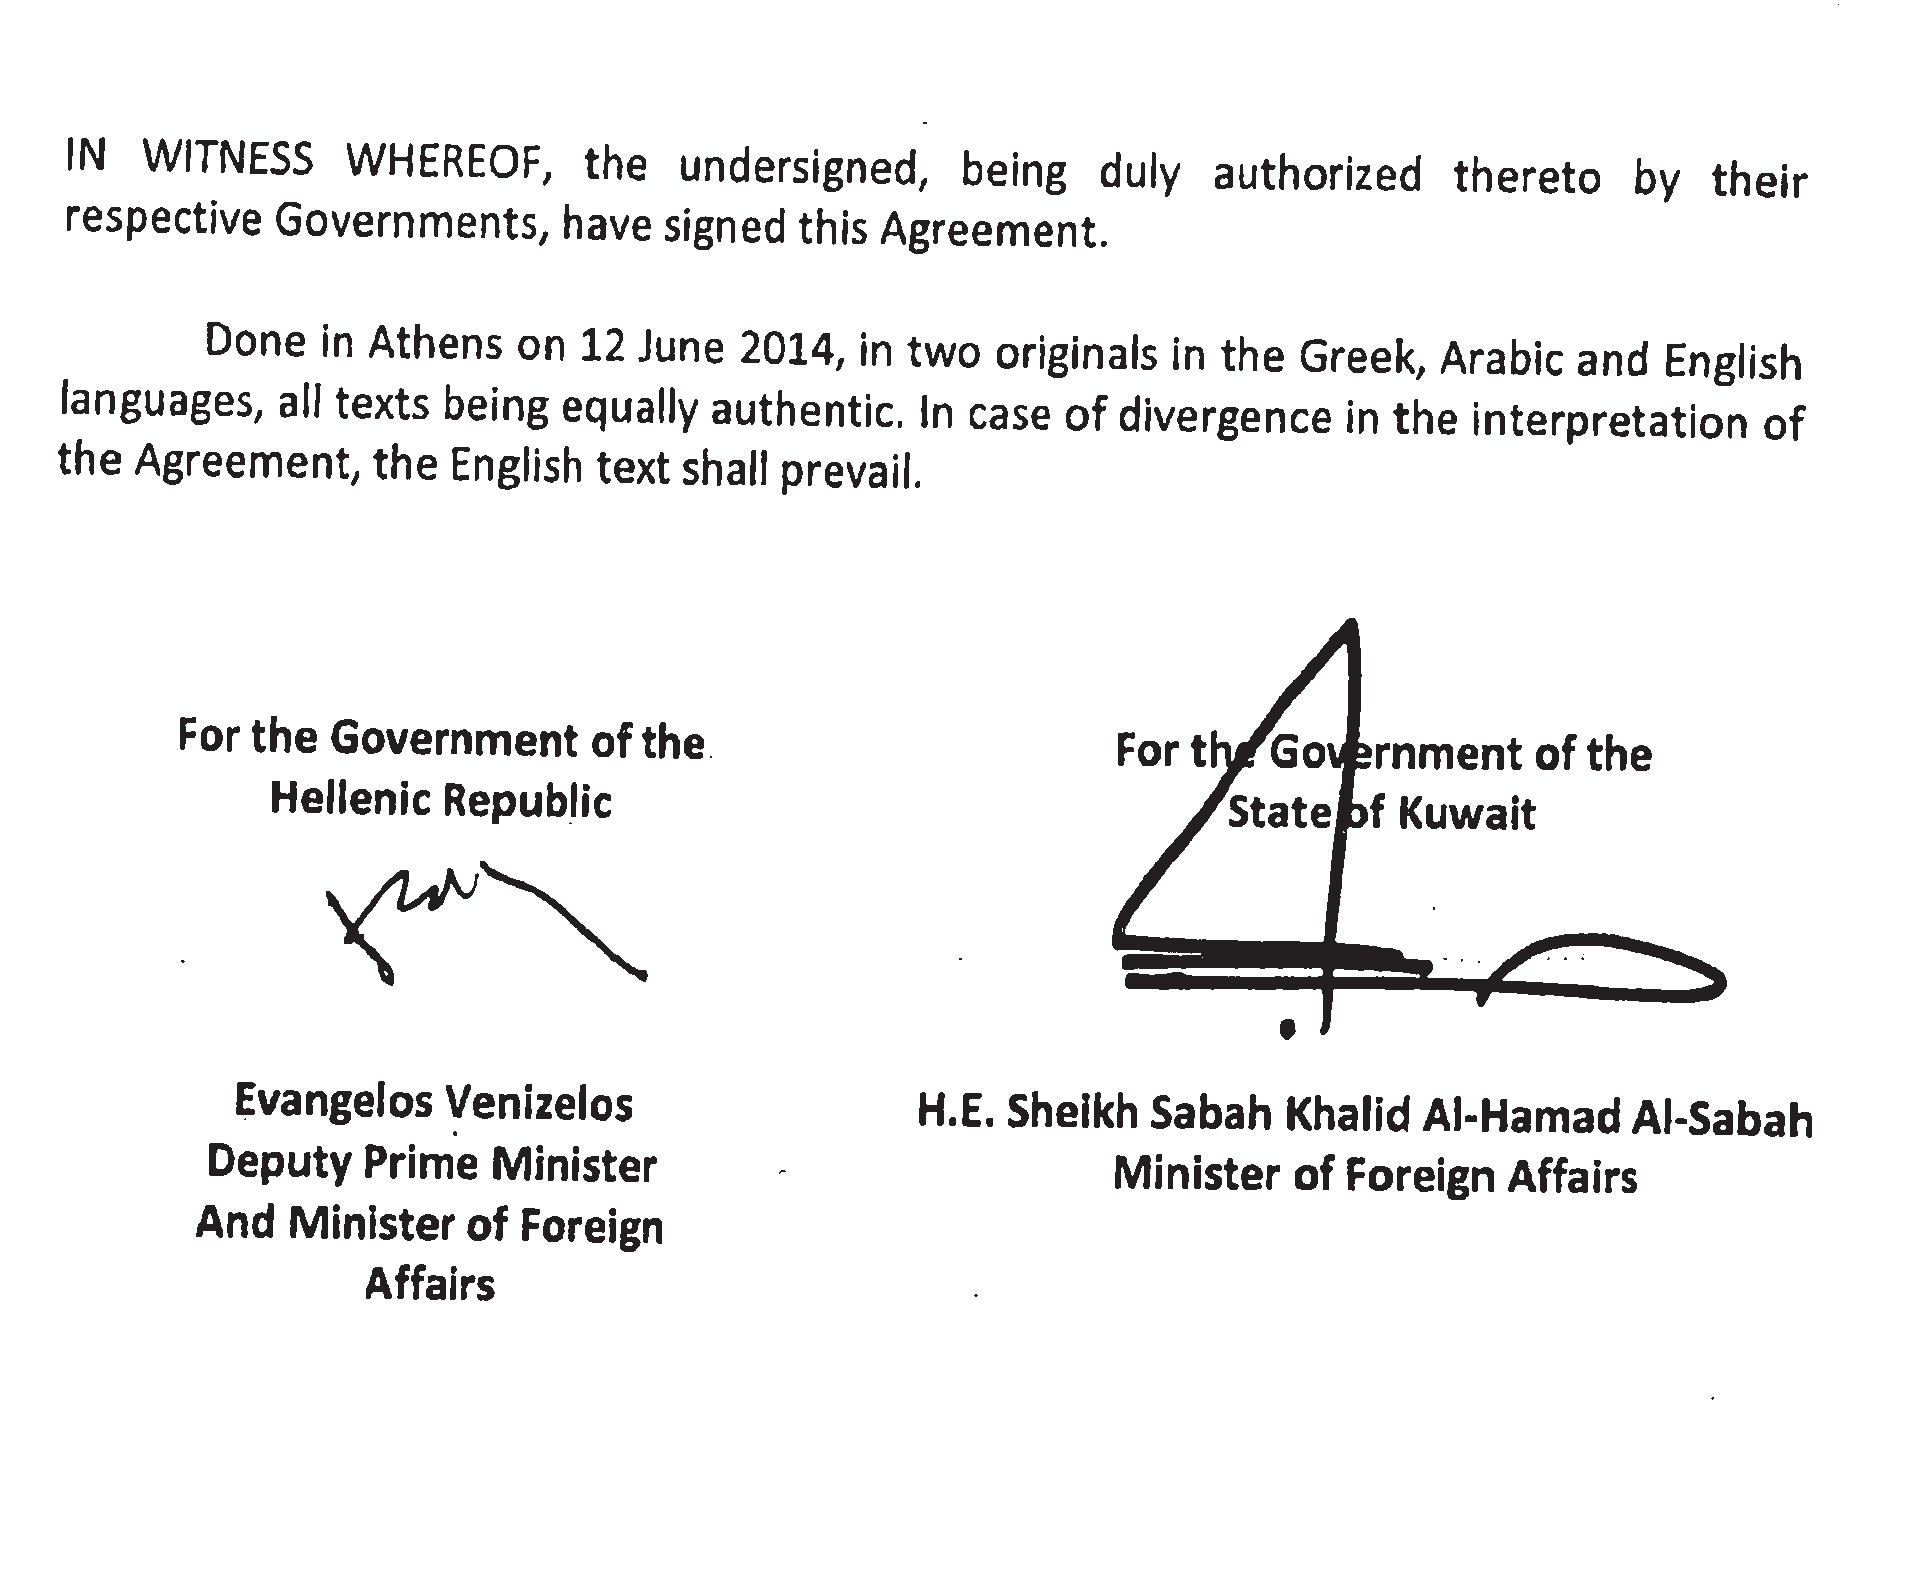 IN WITNESS WHEREOF, the undersigned, being duly authorized thereto by their
respective Governments, have signed this Agreement.
Done in Athens on 12 June 2014, in two originals in the Greek, Arabic and English
languages, all texts being equally authentic. In case of divergence in the interpretation of
the Agreement, the English text shall prevail.
For the Government of the
Hellenic Republic
Evangelos Venizelos
Deputy Prime Minister
And Minister of Foreign
Affairs
For the Government of the
State of Kuwait
H.E. Sheikh Sabah Khalid Al-Hamad Al-Sabah
Minister of Foreign Affairs